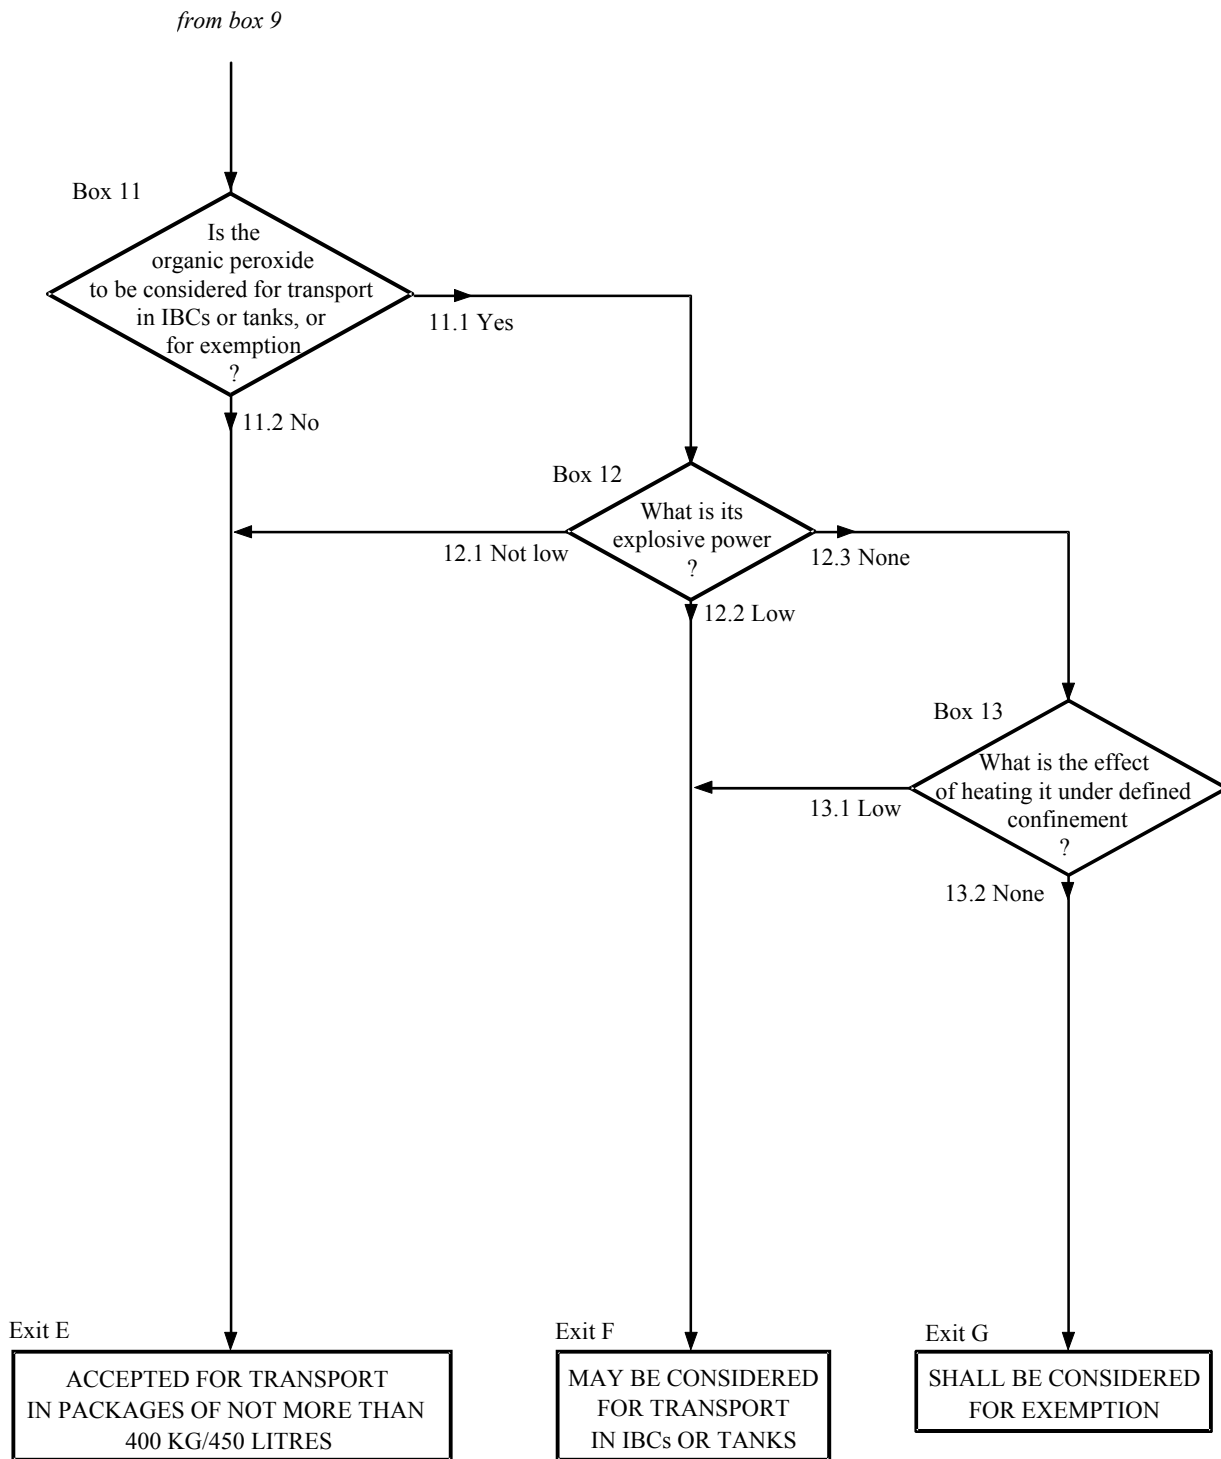 from box 9
Box 11
Is the
organic peroxide
to be considered for transport
in IBCs or tanks, or
for exemption
?
11.1 Yes
11.2 No
Box 12
What is its
explosive power
?
12.1 Not low
12.3 None
12.2 Low
Box 13
What is the effect
of heating it under defined
confinement
?
13.1 Low
13.2 None
Exit E
ACCEPTED FOR TRANSPORT
IN PACKAGES OF NOT MORE THAN
400 KG/450 LITRES
Exit F
MAY BE CONSIDERED
FOR TRANSPORT
IN IBCs OR TANKS
Exit G
SHALL BE CONSIDERED
FOR EXEMPTION